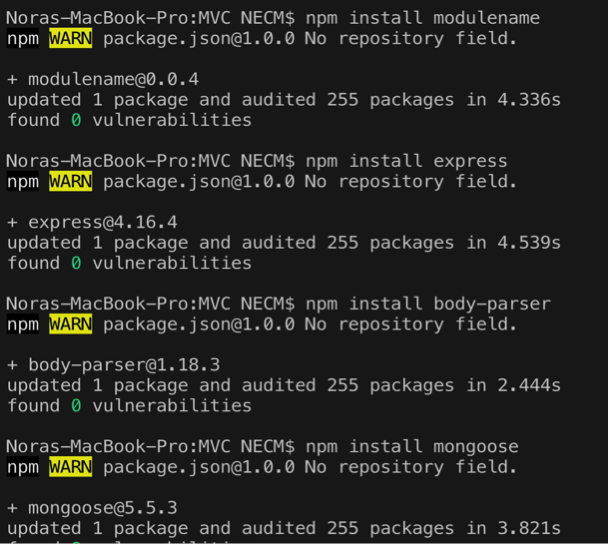 Noras-MacBook-Pro:MVC NECM$ npm install modulename
npm WARN package.json@1.0.0 No repository field.
+ modulename@0.0.4
updated 1 package and audited 255 packages in 4.336s
found 0 vulnerabilities
Noras-MacBook-Pro:MVC NECM$ npm install express
npm WARN package.json@1.0.0 No repository field.
+ express@4.16.4
updated 1 package and audited 255 packages in 4.539s
found 0 vulnerabilities
Noras-MacBook-Pro:MVC NECM$ npm install body-parser
npm WARN package.json@1.0.0 No repository field.
+ body-parser@1.18.3
updated 1 package and audited 255 packages in 2.444s
found 0 vulnerabilities
Noras-MacBook-Pro:MVC NECM$ npm install mongoose
npm WARN package.json@1.0.0 No repository field.
+ mongoose@5.5.3
updated 1 package and audited 255 packages in 3.821s